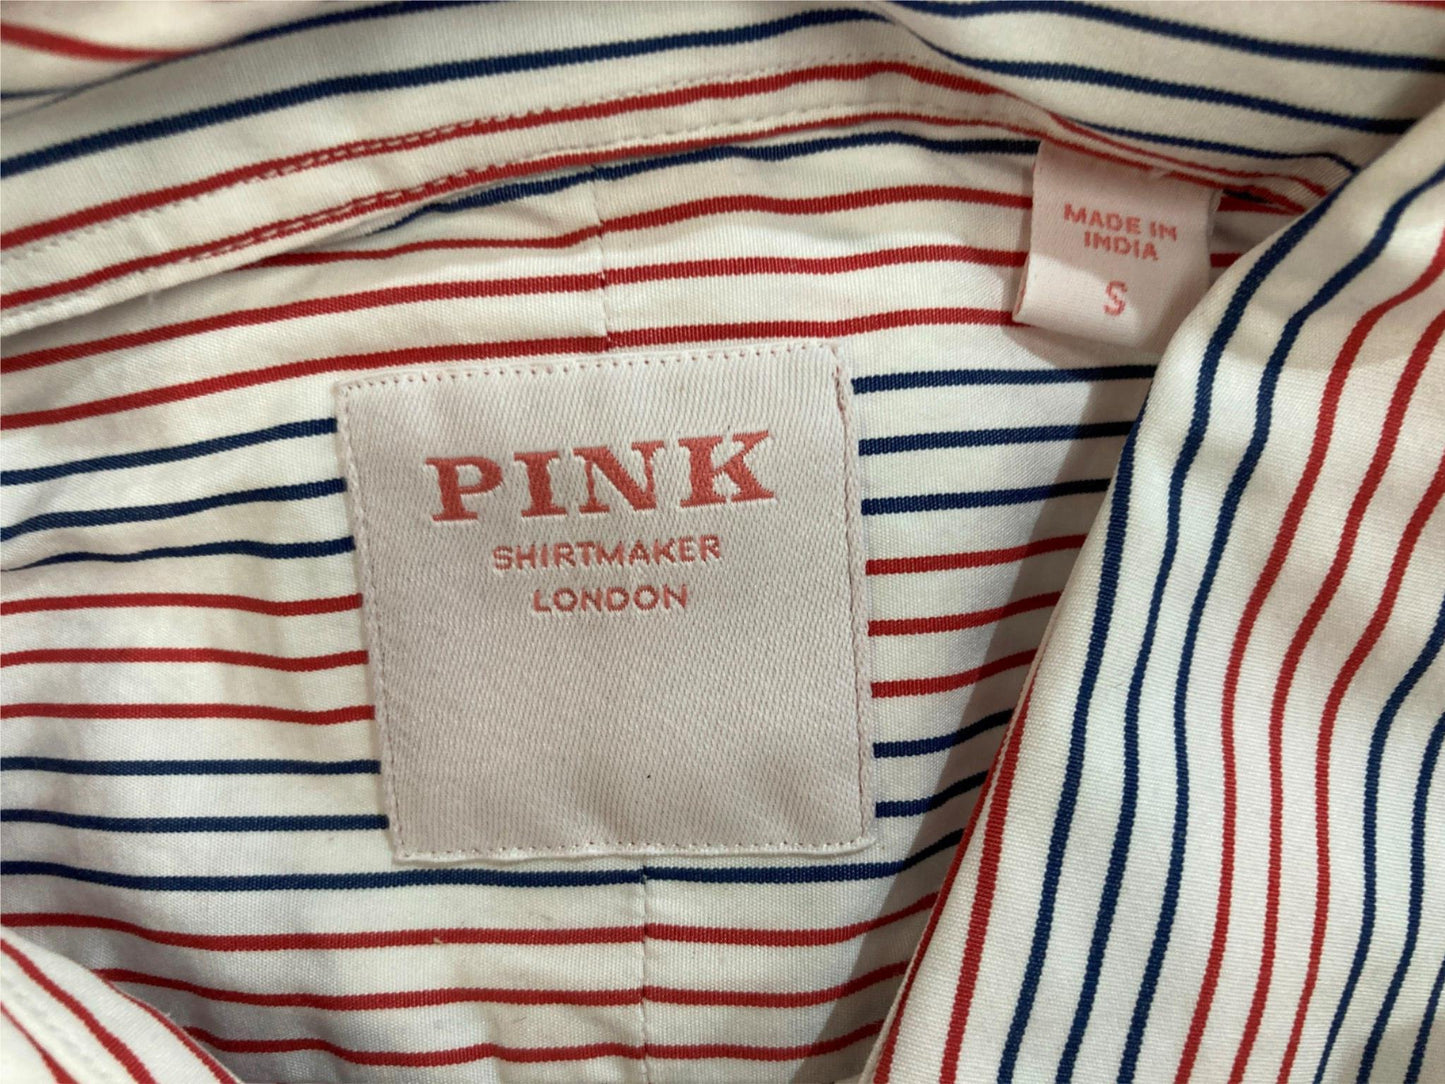 MADE IN
INDIA
S
PINK
SHIRTMAKER
LONDON